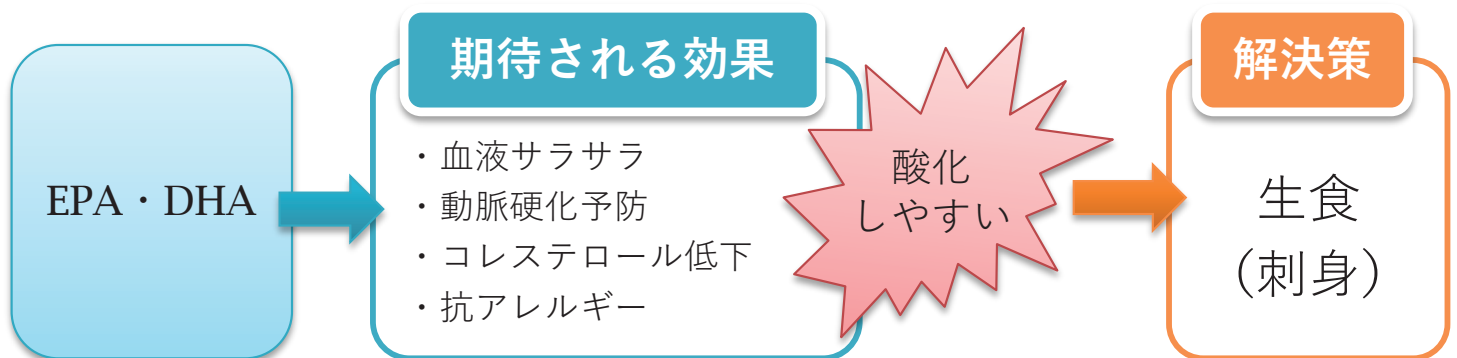 EPA・DHA
期待される効果
・血液サラサラ
・動脈硬化予防
・コレステロール低下
・抗アレルギー
酸化
しやすい
解決策
生食
(刺身)